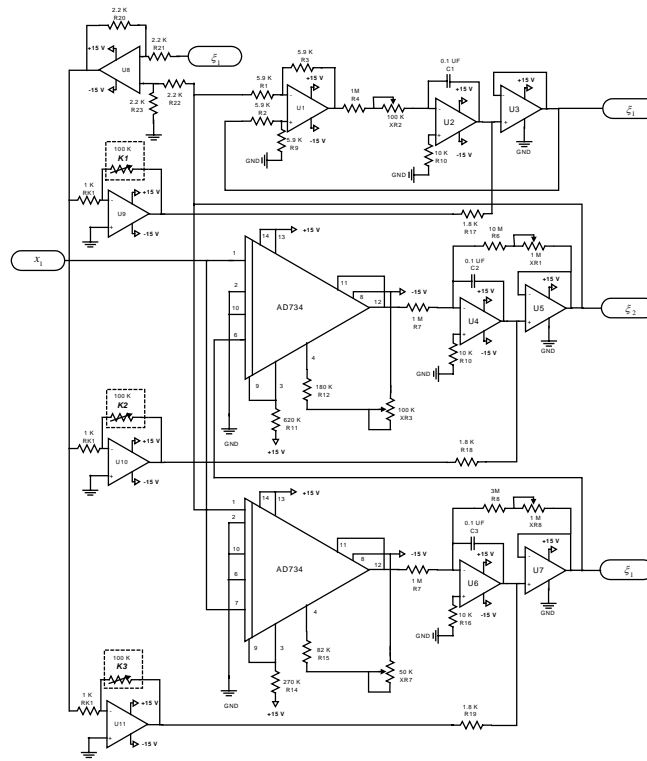 2.2 K
R20
+15 V
2.2 K
R21
ξ1
U8
-15 V
2.2 K
R23
2.2 K
R22
5.9 K
R3
5.9 K
R1
+15 V
5.9 K
R2
U1
1M
R4
100 K
XR2
5.9 K
R9
-15 V
GND
0.1 UF
C1
+15 V
U2
10 K
R10
-15 V
GND
+15 V
U3
GND
ξ1
100 K
K1
1 K
RK1
+15 V
U9
-15 V
1.8 K
R17
x1
+15 V
14
13
1
2
10
6
AD734
11
8
12
-15 V
4
9
3
1 M
R7
180 K
R12
620 K
R11
+15 V
100 K
XR3
GND
10 M
R6
1 M
XR1
0.1 UF
C2
+15 V
U4
10 K
R10
-15 V
GND
+15 V
U5
GND
ξ2
100 K
K2
1 K
RK1
+15 V
U10
-15 V
1.8 K
R18
+15 V
14
13
1
2
10
6
7
AD734
11
8
12
-15 V
4
9
3
1 M
R7
82 K
R15
270 K
R14
+15 V
50 K
XR7
GND
3M
R8
1 M
XR8
0.1 UF
C3
+15 V
U6
10 K
R16
-15 V
GND
+15 V
U7
GND
ξ1
100 K
K3
1 K
RK1
+15 V
U11
-15 V
1.8 K
R19